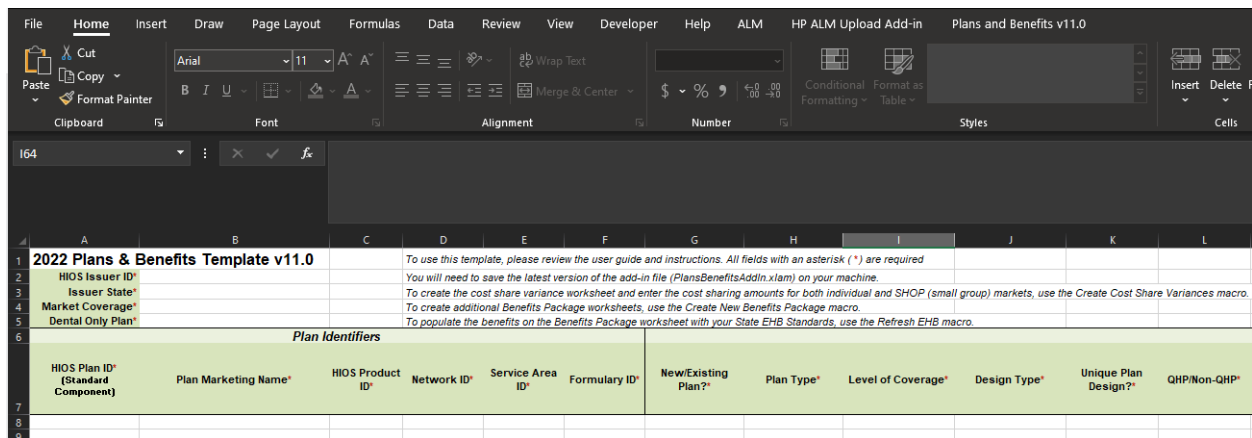 File Home Insert Draw Page Layout Formulas Data Review View Developer Help ALM HP ALM Upload Add-in Plans and Benefits v11.0
Cut
Copy
Format Painter
Paste
Clipboard
Arial 11 A^ A
B I U A
Font
ab Wrap Text
Merge & Center
Alignment
$ % 9
Number
Conditional Formatting
Format as Table
Styles
Insert Delete F
Cells
I64 fx
A B C D E F G H I J K L
1 2022 Plans & Benefits Template v11.0 To use this template, please review the user guide and instructions. All fields with an asterisk ( * ) are required
2 HIOS Issuer ID* You will need to save the latest version of the add-in file (PlansBenefitsAddIn.xlam) on your machine.
3 Issuer State* To create the cost share variance worksheet and enter the cost sharing amounts for both individual and SHOP (small group) markets, use the Create Cost Share Variances macro.
4 Market Coverage* To create additional Benefits Package worksheets, use the Create New Benefits Package macro.
5 Dental Only Plan* To populate the benefits on the Benefits Package worksheet with your State EHB Standards, use the Refresh EHB macro.
6 Plan Identifiers
HIOS Plan ID*
(Standard
Component)
Plan Marketing Name*
HIOS Product
ID*
Network ID*
Service Area
ID*
Formulary ID*
New/Existing
Plan?*
Plan Type*
Level of Coverage*
Design Type*
Unique Plan
Design?*
QHP/Non-QHP*
7
8
9